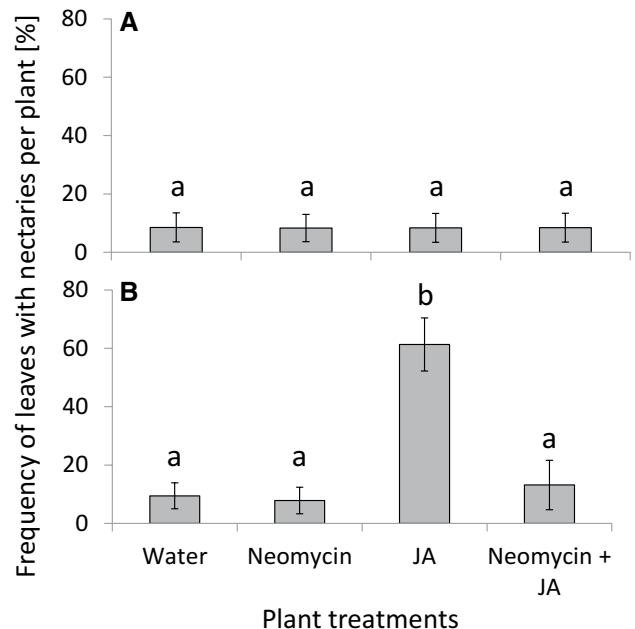 Frequency of leaves with nectaries per plant [%]
A
80
60
40
20
0
a a a a
B
80
60
40
20
0
a a b a
Water Neomycin JA Neomycin +
JA
Plant treatments